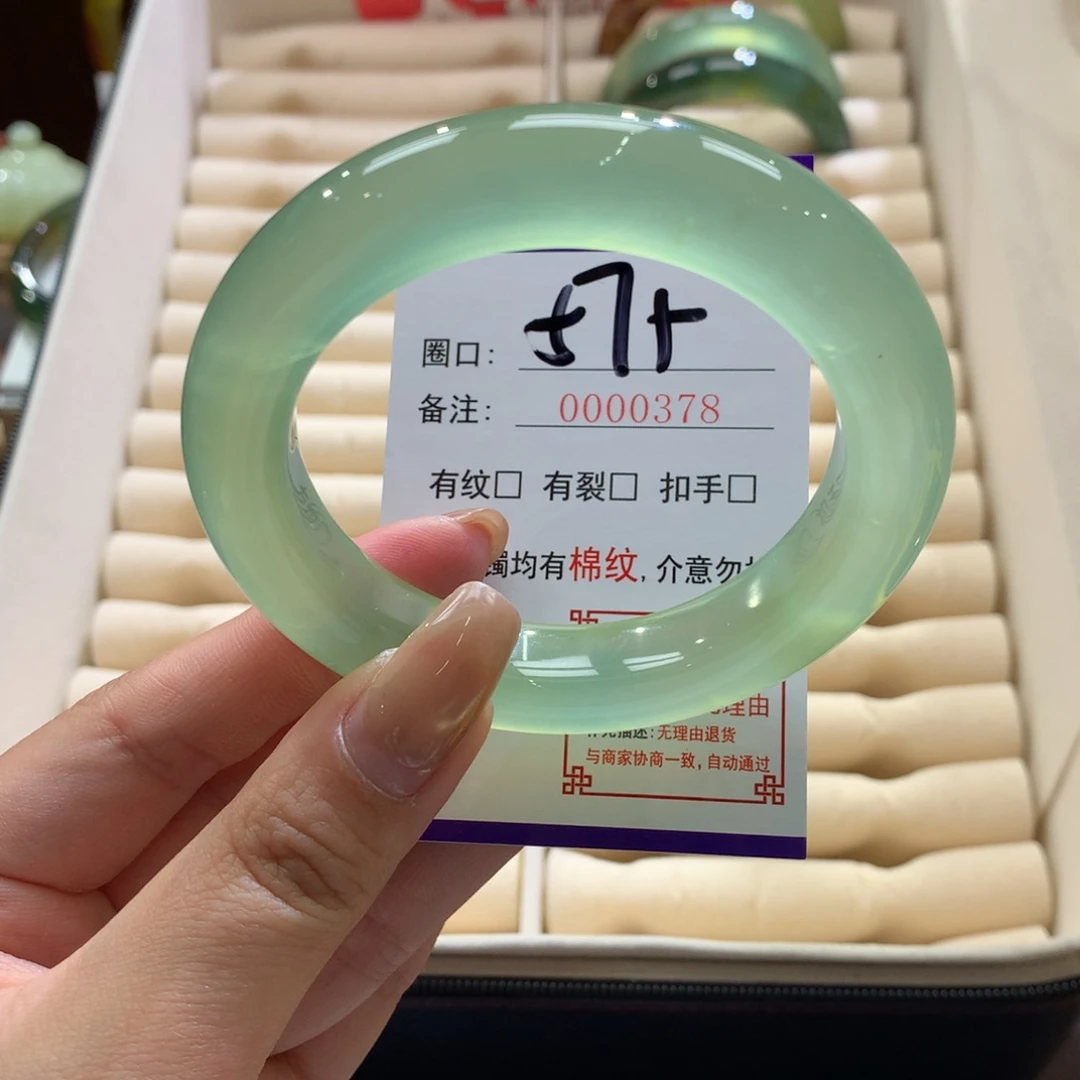 圈口: 57+
备注: 0000378
有纹□ 有裂□ 扣手□
镯均有棉纹,介意勿
理由
补充描述:无理由退货
与商家协商一致,自动通过